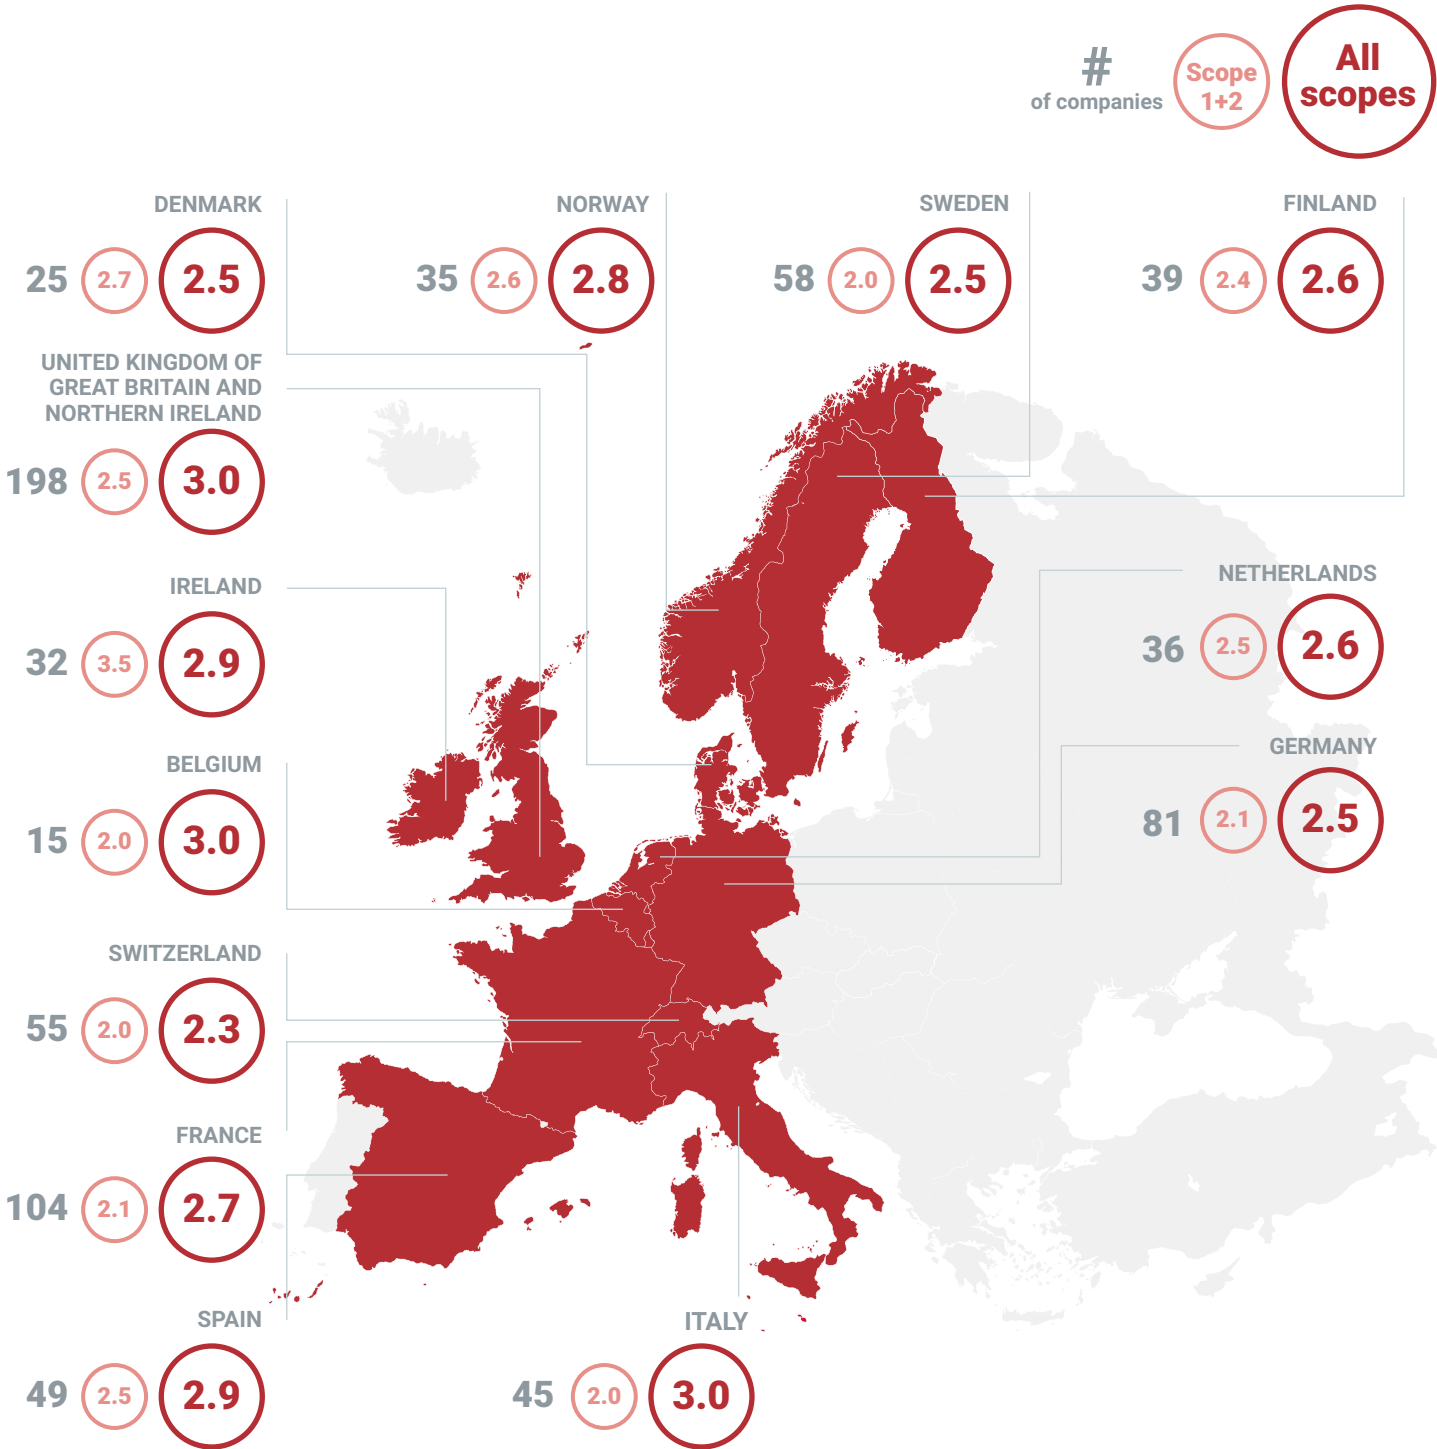 #
of companies
Scope
1+2
All
scopes
DENMARK
25 2.7 2.5
NORWAY
35 2.6 2.8
SWEDEN
58 2.0 2.5
FINLAND
39 2.4 2.6
UNITED KINGDOM OF
GREAT BRITAIN AND
NORTHERN IRELAND
198 2.5 3.0
IRELAND
32 3.5 2.9
NETHERLANDS
36 2.5 2.6
BELGIUM
15 2.0 3.0
GERMANY
81 2.1 2.5
SWITZERLAND
55 2.0 2.3
FRANCE
104 2.1 2.7
SPAIN
49 2.5 2.9
ITALY
45 2.0 3.0